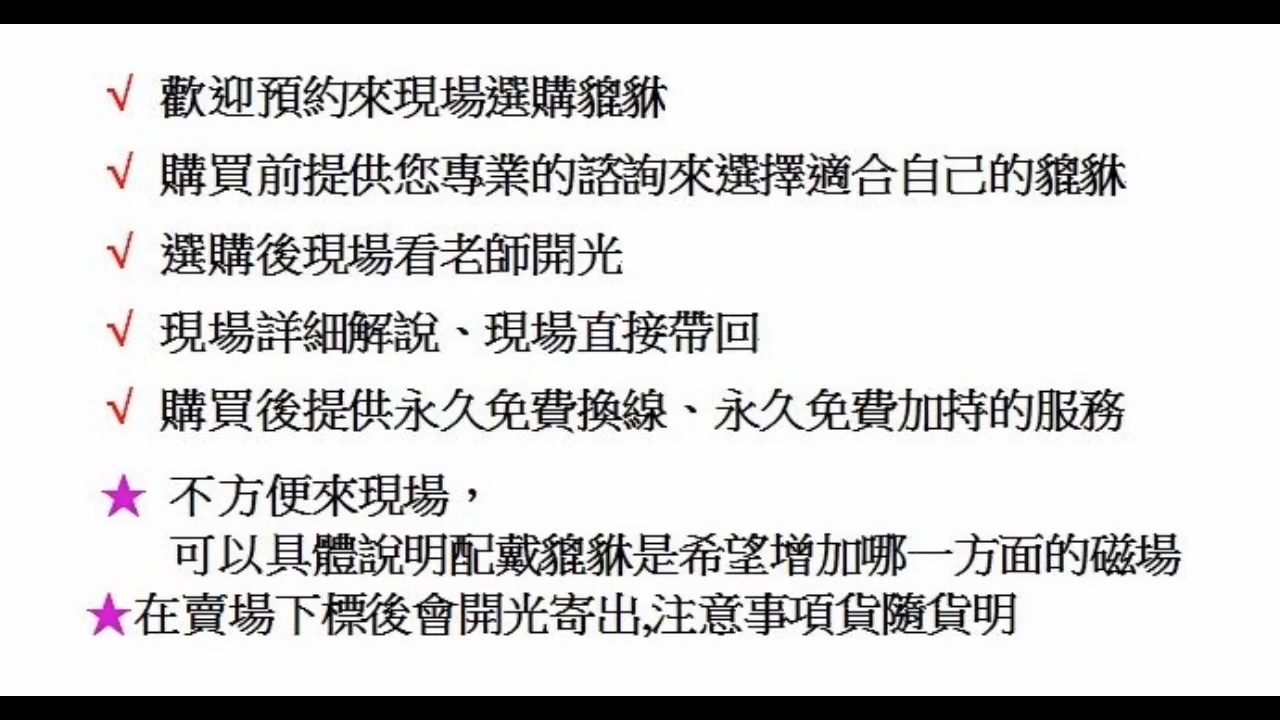 √ 歡迎預約來現場選購貔貅
√ 購買前提供您專業的諮詢來選擇適合自己的貔貅
√ 選購後現場看老師開光
√ 現場詳細解說、現場直接帶回
√ 購買後提供永久免費換線、永久免費加持的服務
★ 不方便來現場，
可以具體說明配戴貔貅是希望增加哪一方面的磁場
★在賣場下標後會開光寄出,注意事項貨隨貨明